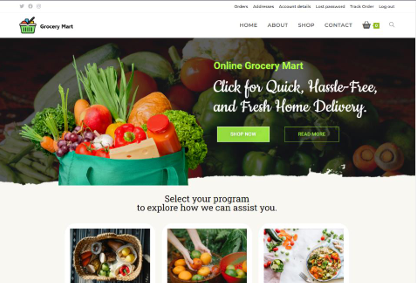 Orders Addresses Account details Lost password Track Order Log out
Grocery Mart
HOME ABOUT SHOP CONTACT 0
Online Grocery Mart
Click for Quick, Hassle-Free,
and Fresh Home Delivery.
SHOP NOW READ MORE
Select your program
to explore how we can assist you.